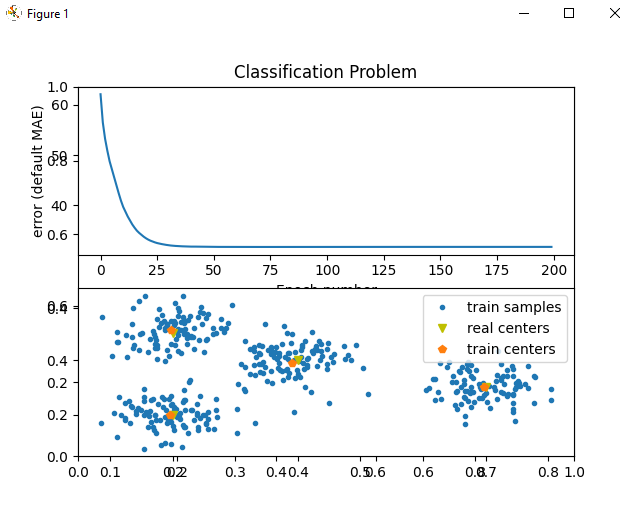 Figure 1
Classification Problem
1.0
60
50
0.8
40
0.6
error (default MAE)
0 25 50 75 100 125 150 175 200
Epoch number
0.6
0.4
0.4
0.2
0.2
0.0
train samples
real centers
train centers
0.0 0.1 0.2 0.2 0.3 0.4 0.4 0.5 0.6 0.6 0.8 0.7 0.8 1.0